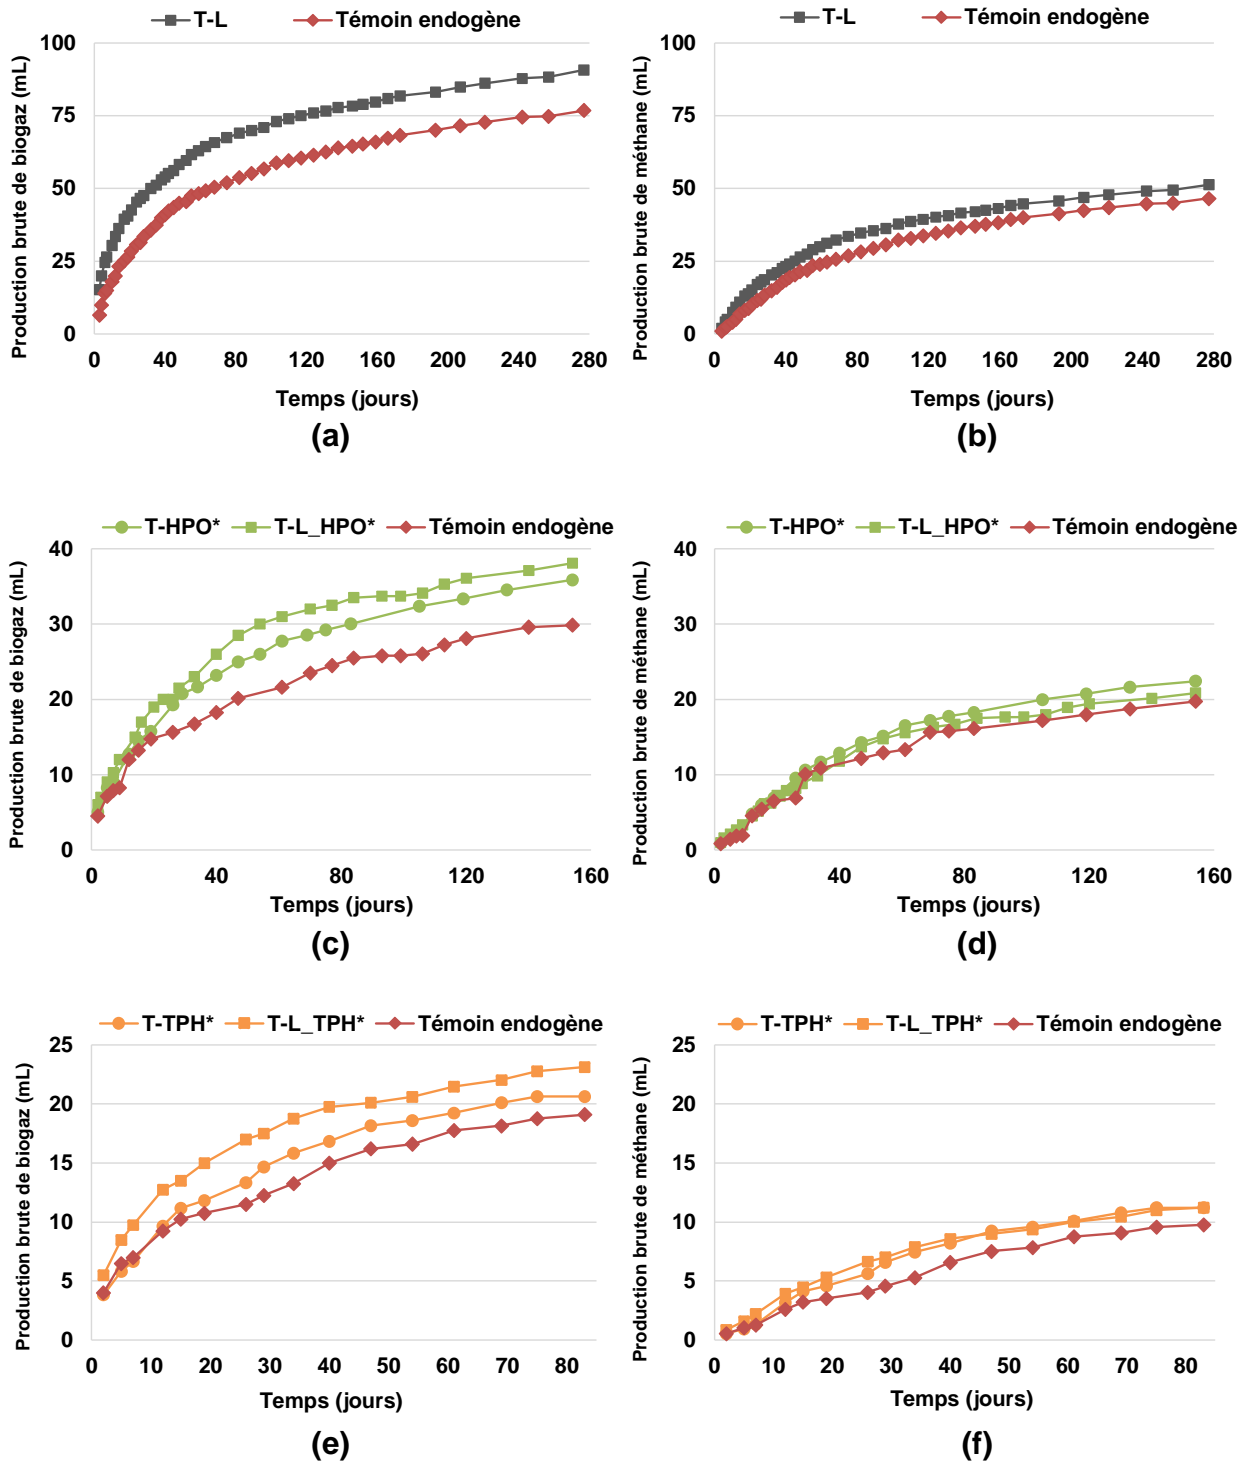 T-L Témoin endogène
Production brute de biogaz (mL)
100
75
50
25
0
0 40 80 120 160 200 240 280
Temps (jours)
(a)
T-L Témoin endogène
Production brute de méthane (mL)
100
75
50
25
0
0 40 80 120 160 200 240 280
Temps (jours)
(b)
T-HPO* T-L_HPO* Témoin endogène
Production brute de biogaz (mL)
40
30
20
10
0
0 40 80 120 160
Temps (jours)
(c)
T-HPO* T-L_HPO* Témoin endogène
Production brute de méthane (mL)
40
30
20
10
0
0 40 80 120 160
Temps (jours)
(d)
T-TPH* T-L_TPH* Témoin endogène
Production brute de biogaz (mL)
25
20
15
10
5
0
0 10 20 30 40 50 60 70 80
Temps (jours)
(e)
T-TPH* T-L_TPH* Témoin endogène
Production brute de méthane (mL)
25
20
15
10
5
0
0 10 20 30 40 50 60 70 80
Temps (jours)
(f)